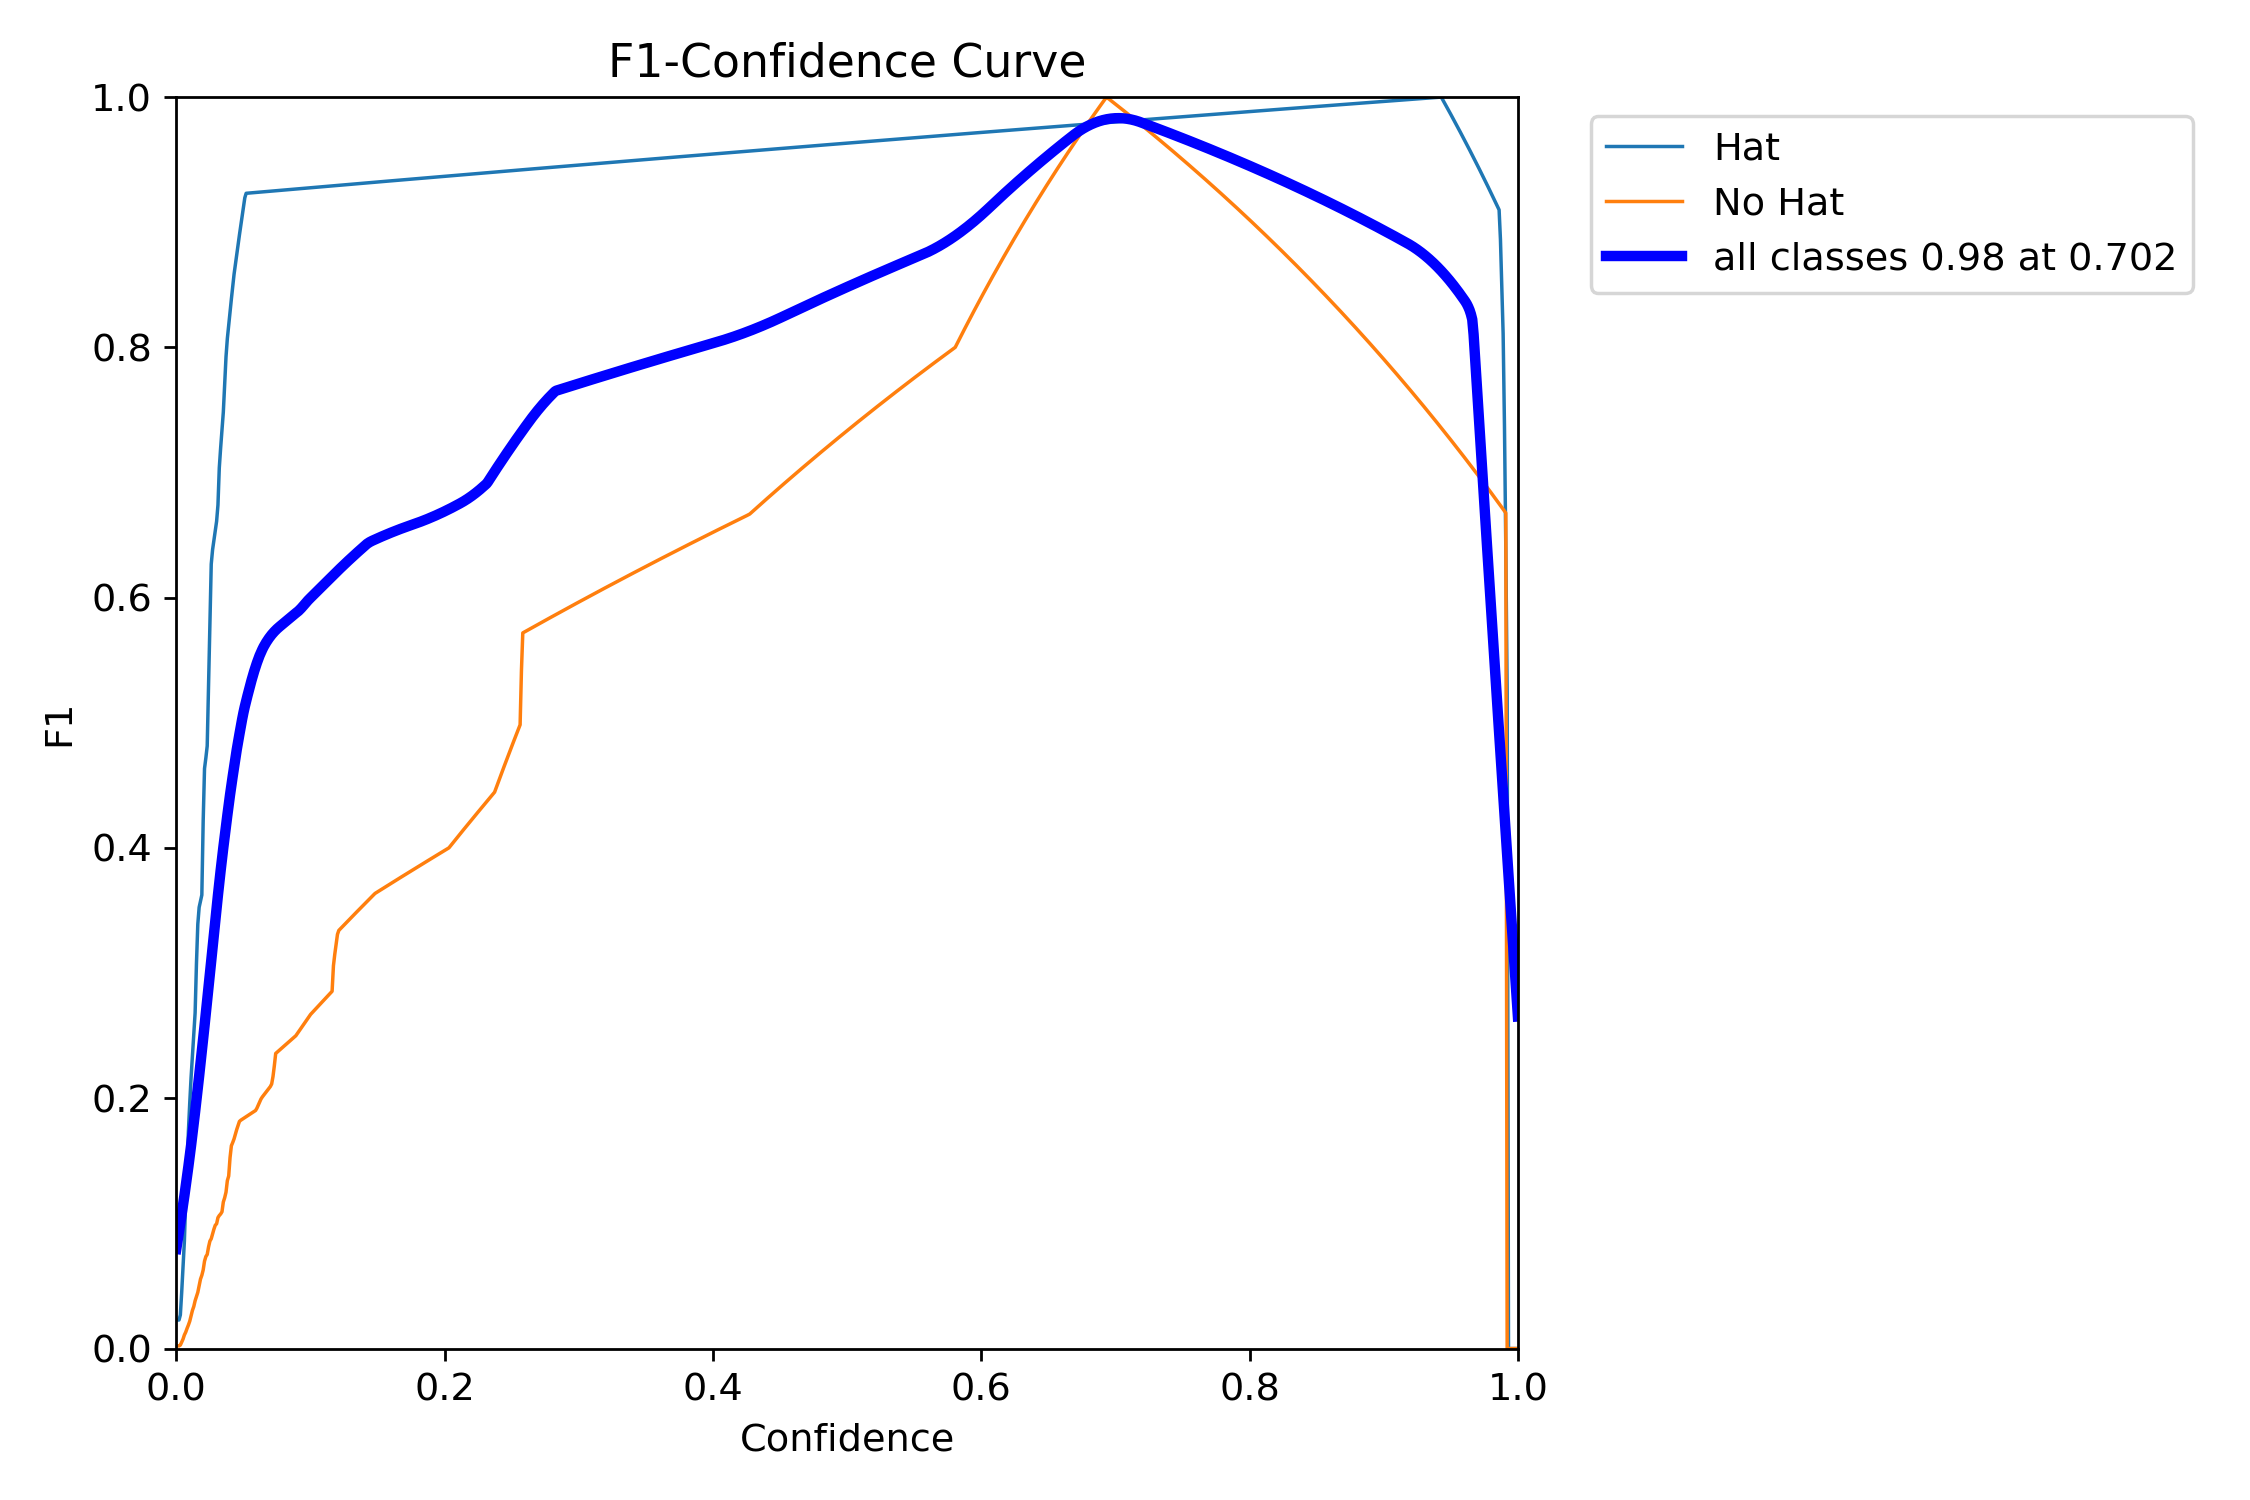 F1-Confidence Curve
1.0
0.8
0.6
0.4
0.2
0.0
F1
0.0 0.2 0.4 0.6 0.8 1.0
Confidence
Hat
No Hat
all classes 0.98 at 0.702